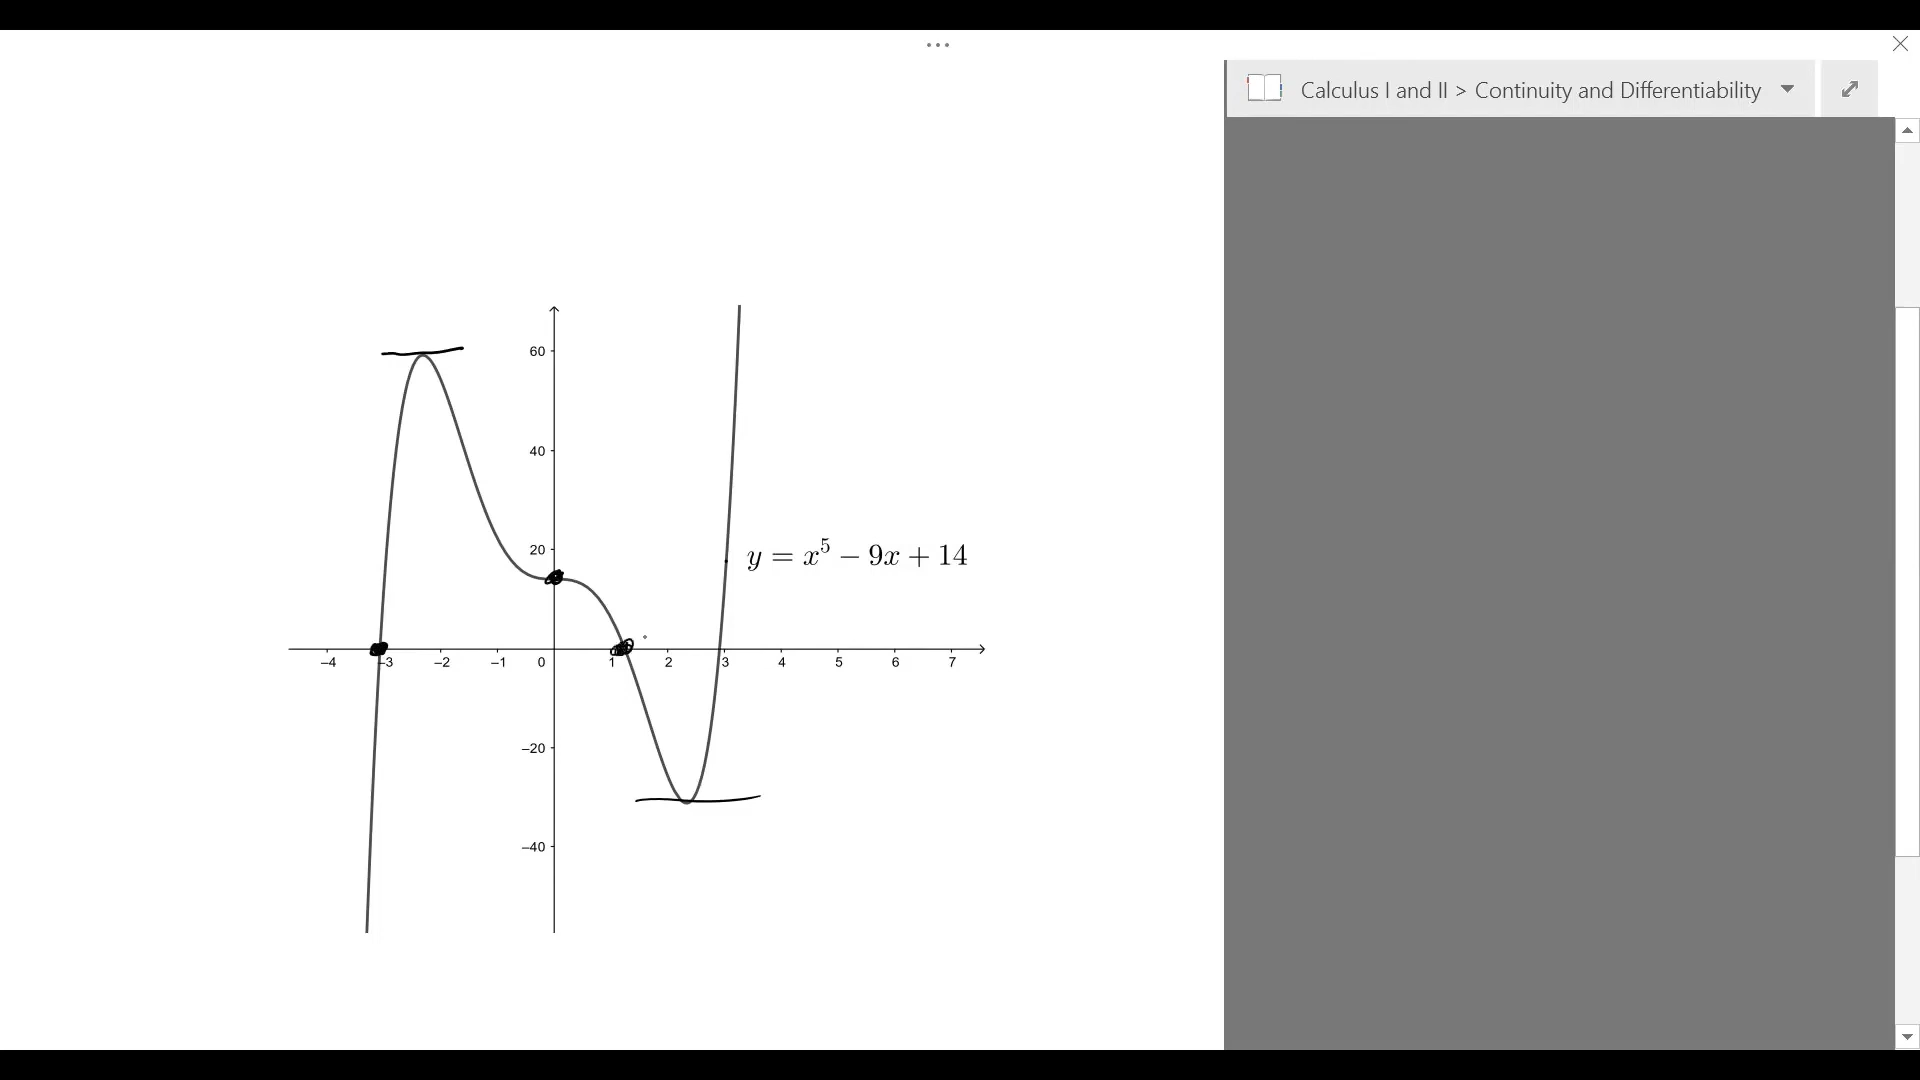 Calculus I and II > Continuity and Differentiability
60
40
20
y = x⁵ − 9x + 14
–4 –3 –2 –1 0 1 2 3 4 5 6 7
–20
–40